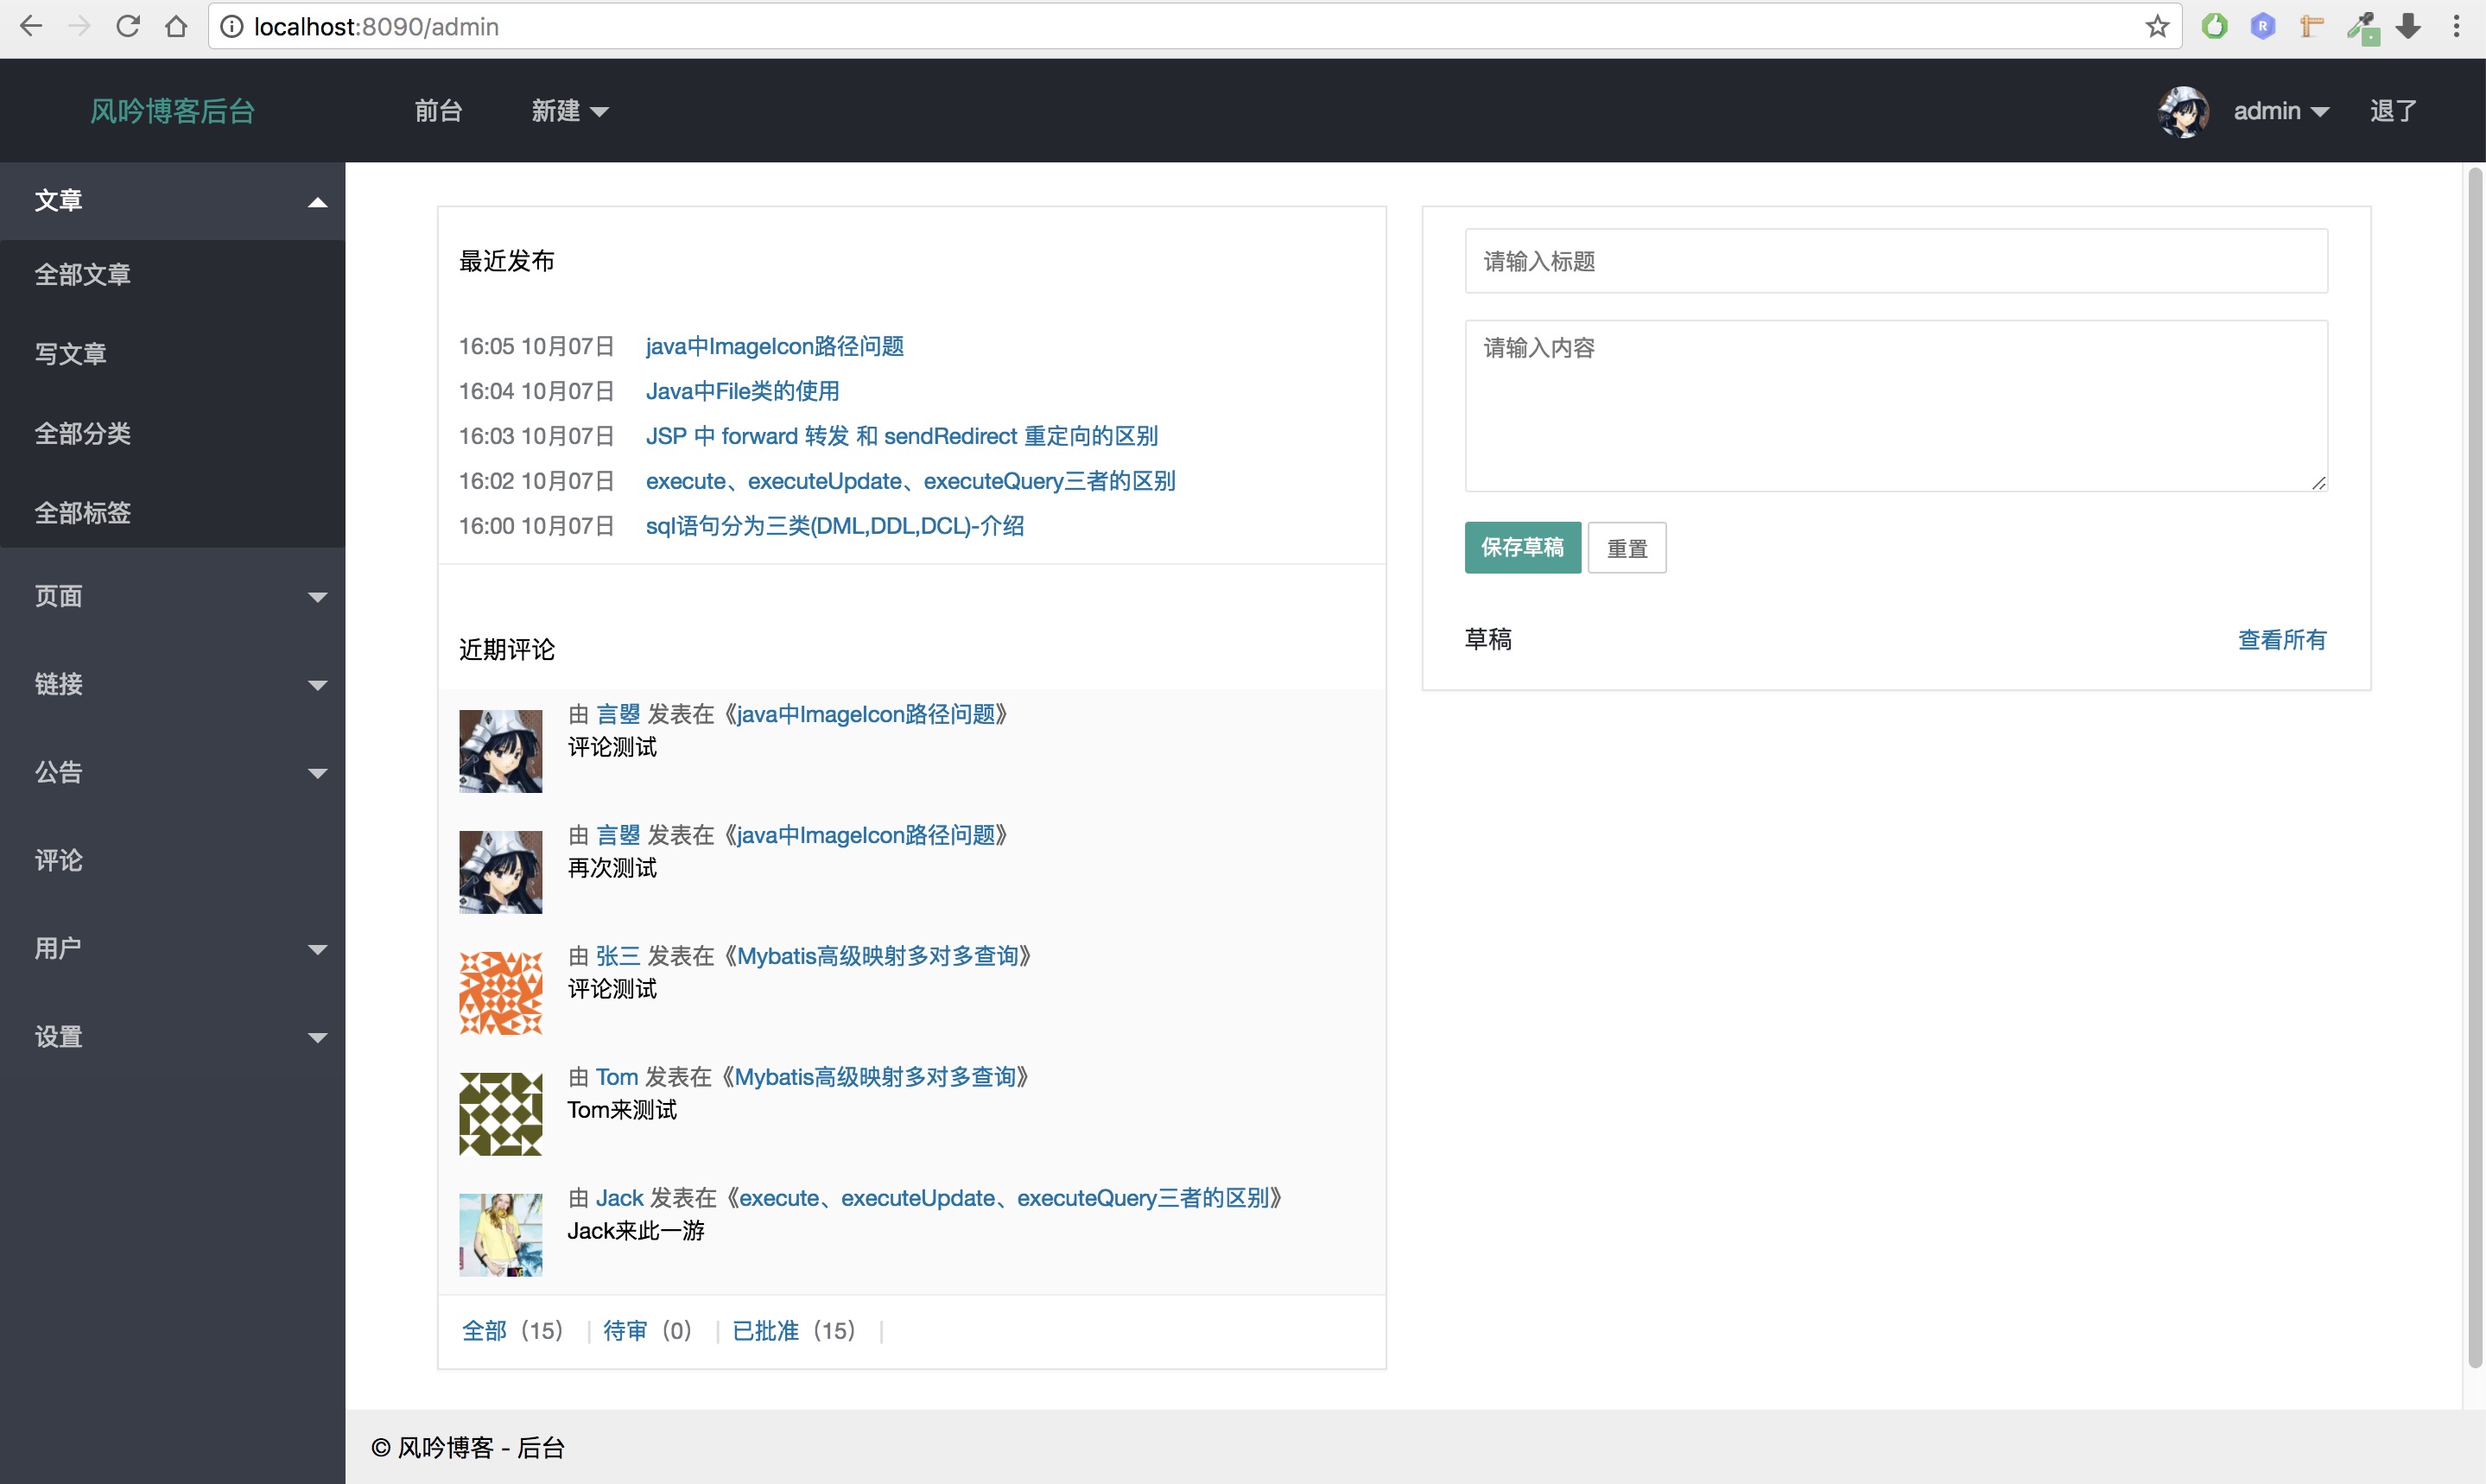 localhost:8090/admin
风吟博客后台
前台
新建
admin
退了
文章
全部文章
写文章
全部分类
全部标签
页面
链接
公告
评论
用户
设置
最近发布
16:05 10月07日 java中ImageIcon路径问题
16:04 10月07日 Java中File类的使用
16:03 10月07日 JSP 中 forward 转发 和 sendRedirect 重定向的区别
16:02 10月07日 execute、executeUpdate、executeQuery三者的区别
16:00 10月07日 sql语句分为三类(DML,DDL,DCL)-介绍
近期评论
由 言曌 发表在《java中ImageIcon路径问题》
评论测试
由 言曌 发表在《java中ImageIcon路径问题》
再次测试
由 张三 发表在《Mybatis高级映射多对多查询》
评论测试
由 Tom 发表在《Mybatis高级映射多对多查询》
Tom来测试
由 Jack 发表在《execute、executeUpdate、executeQuery三者的区别》
Jack来此一游
全部（15） | 待审（0） | 已批准（15） |
请输入标题
请输入内容
保存草稿
重置
草稿
查看所有
© 风吟博客 - 后台